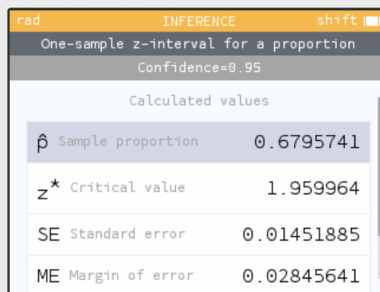 rad INFERENCE shift
One-sample z-interval for a proportion
Confidence=0.95
Calculated values
p̂ Sample proportion 0.6795741
z* Critical value 1.959964
SE Standard error 0.01451885
ME Margin of error 0.02845641